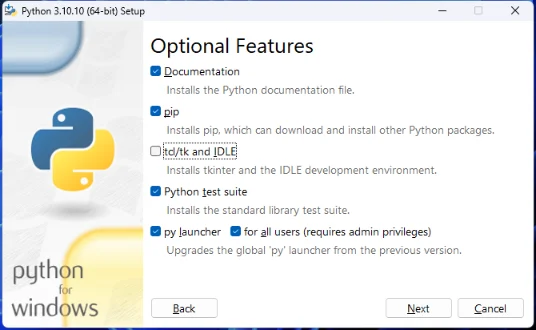 Python 3.10.10 (64-bit) Setup
Optional Features
Documentation
Installs the Python documentation file.
pip
Installs pip, which can download and install other Python packages.
tcl/tk and IDLE
Installs tkinter and the IDLE development environment.
Python test suite
Installs the standard library test suite.
py launcher for all users (requires admin privileges)
Upgrades the global 'py' launcher from the previous version.
python
for
windows
Back Next Cancel